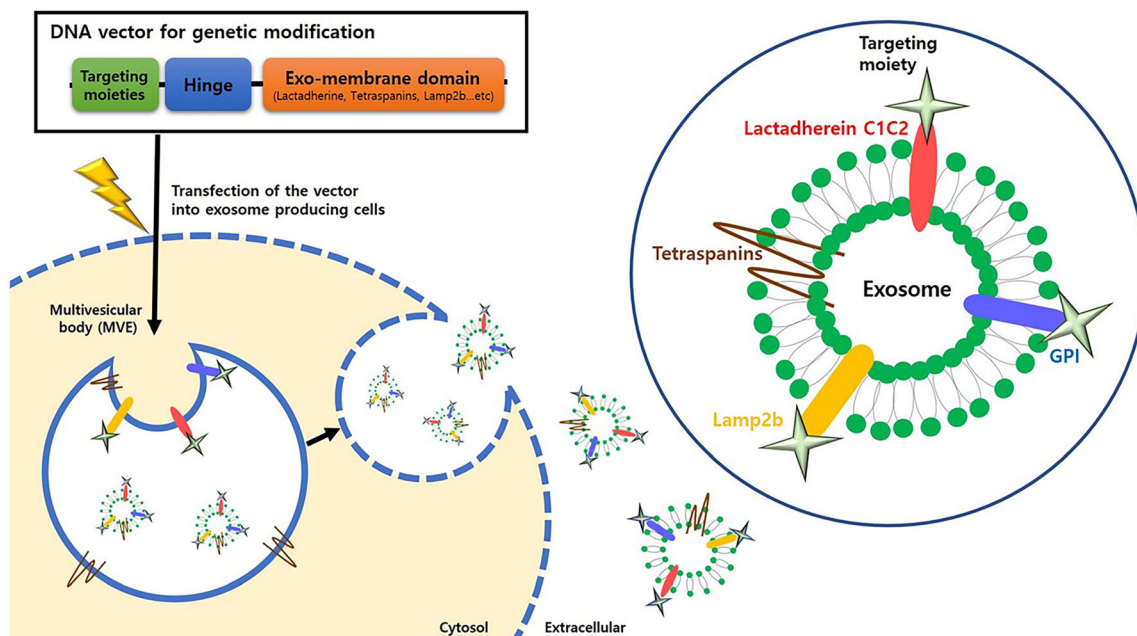 DNA vector for genetic modification
Targeting
moieties
Hinge
Exo-membrane domain
(Lactadherine, Tetraspanins, Lamp2b...etc)
Transfection of the vector
into exosome producing cells
Multivesicular
body (MVE)
Cytosol
Extracellular
Targeting
moiety
Lactadherein C1C2
Tetraspanins
Exosome
GPI
Lamp2b